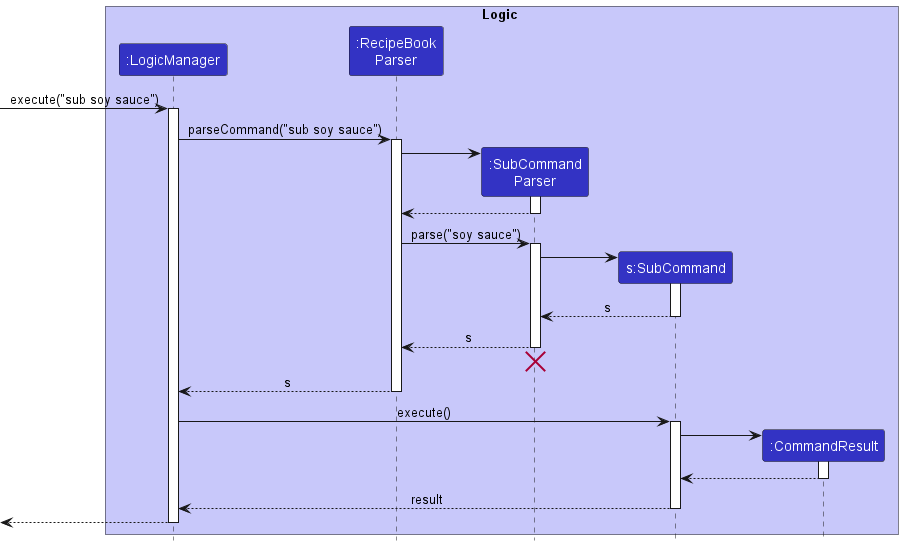 Logic
:RecipeBook
Parser
:LogicManager
execute("sub soy sauce")
parseCommand("sub soy sauce")
:SubCommand
Parser
parse("soy sauce")
s:SubCommand
s
s
s
execute()
:CommandResult
result